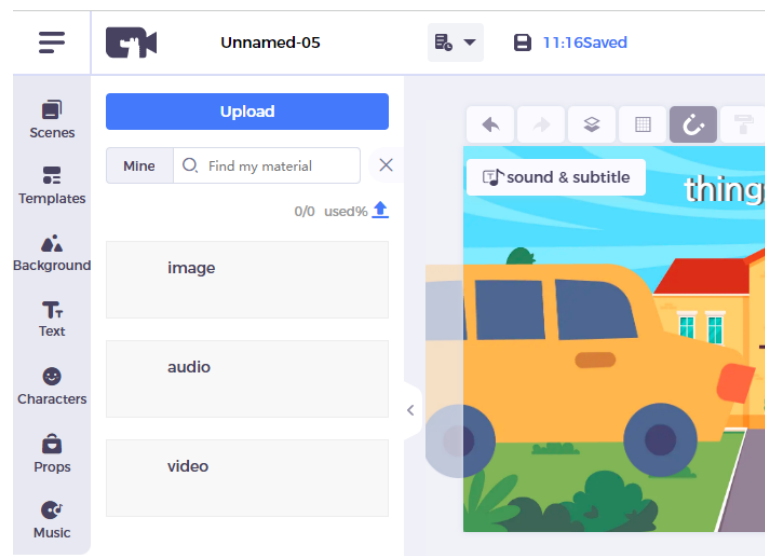 Unnamed-05
11:16Saved
Scenes
Templates
Background
Text
Characters
Props
Music
Upload
Mine
Find my material
0/0 used%
image
audio
video
sound & subtitle